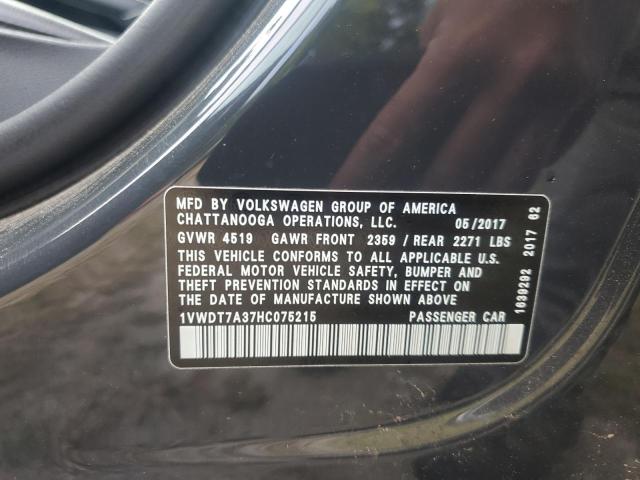 MFD BY VOLKSWAGEN GROUP OF AMERICA
CHATTANOOGA OPERATIONS, LLC. 05/2017
GVWR 4519 GAWR FRONT 2359 / REAR 2271 LBS
THIS VEHICLE CONFORMS TO ALL APPLICABLE U.S.
FEDERAL MOTOR VEHICLE SAFETY, BUMPER AND
THEFT PREVENTION STANDARDS IN EFFECT ON
THE DATE OF MANUFACTURE SHOWN ABOVE
1VWDT7A37HC075215 PASSENGER CAR
1639292 2017 02